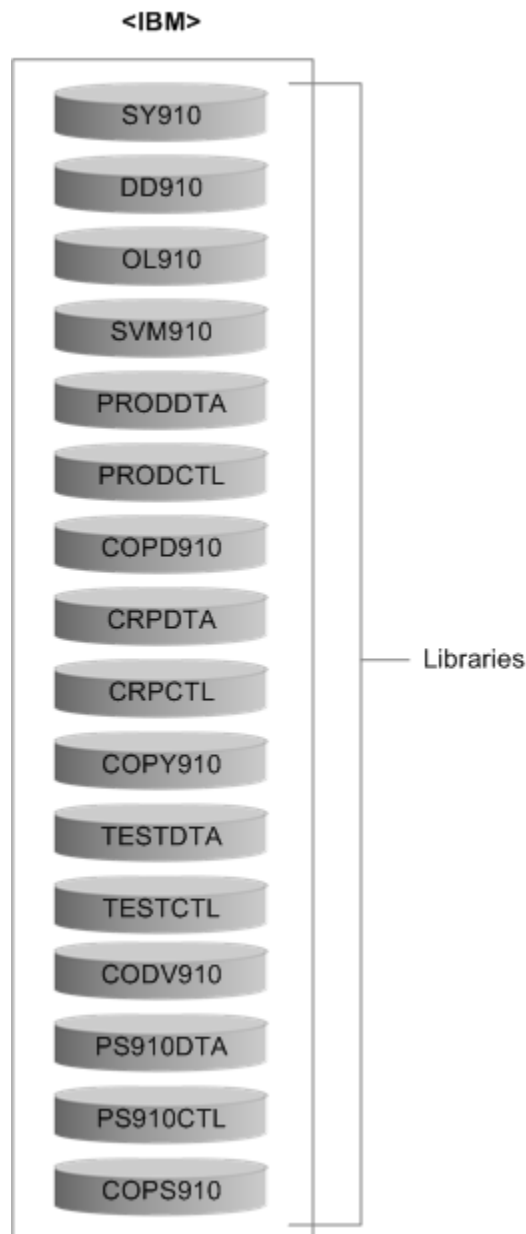 <IBM>
SY910
DD910
OL910
SVM910
PRODDTA
PRODCTL
COPD910
CRPDTA
CRPCTL
COPY910
TESTDTA
TESTCTL
CODV910
PS910DTA
PS910CTL
COPS910
Libraries